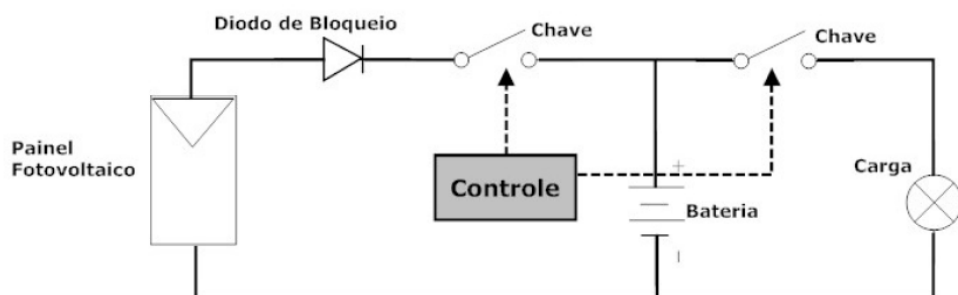 Diodo de Bloqueio
Chave
Chave
Painel
Fotovoltaico
Controle
+
Bateria
Carga